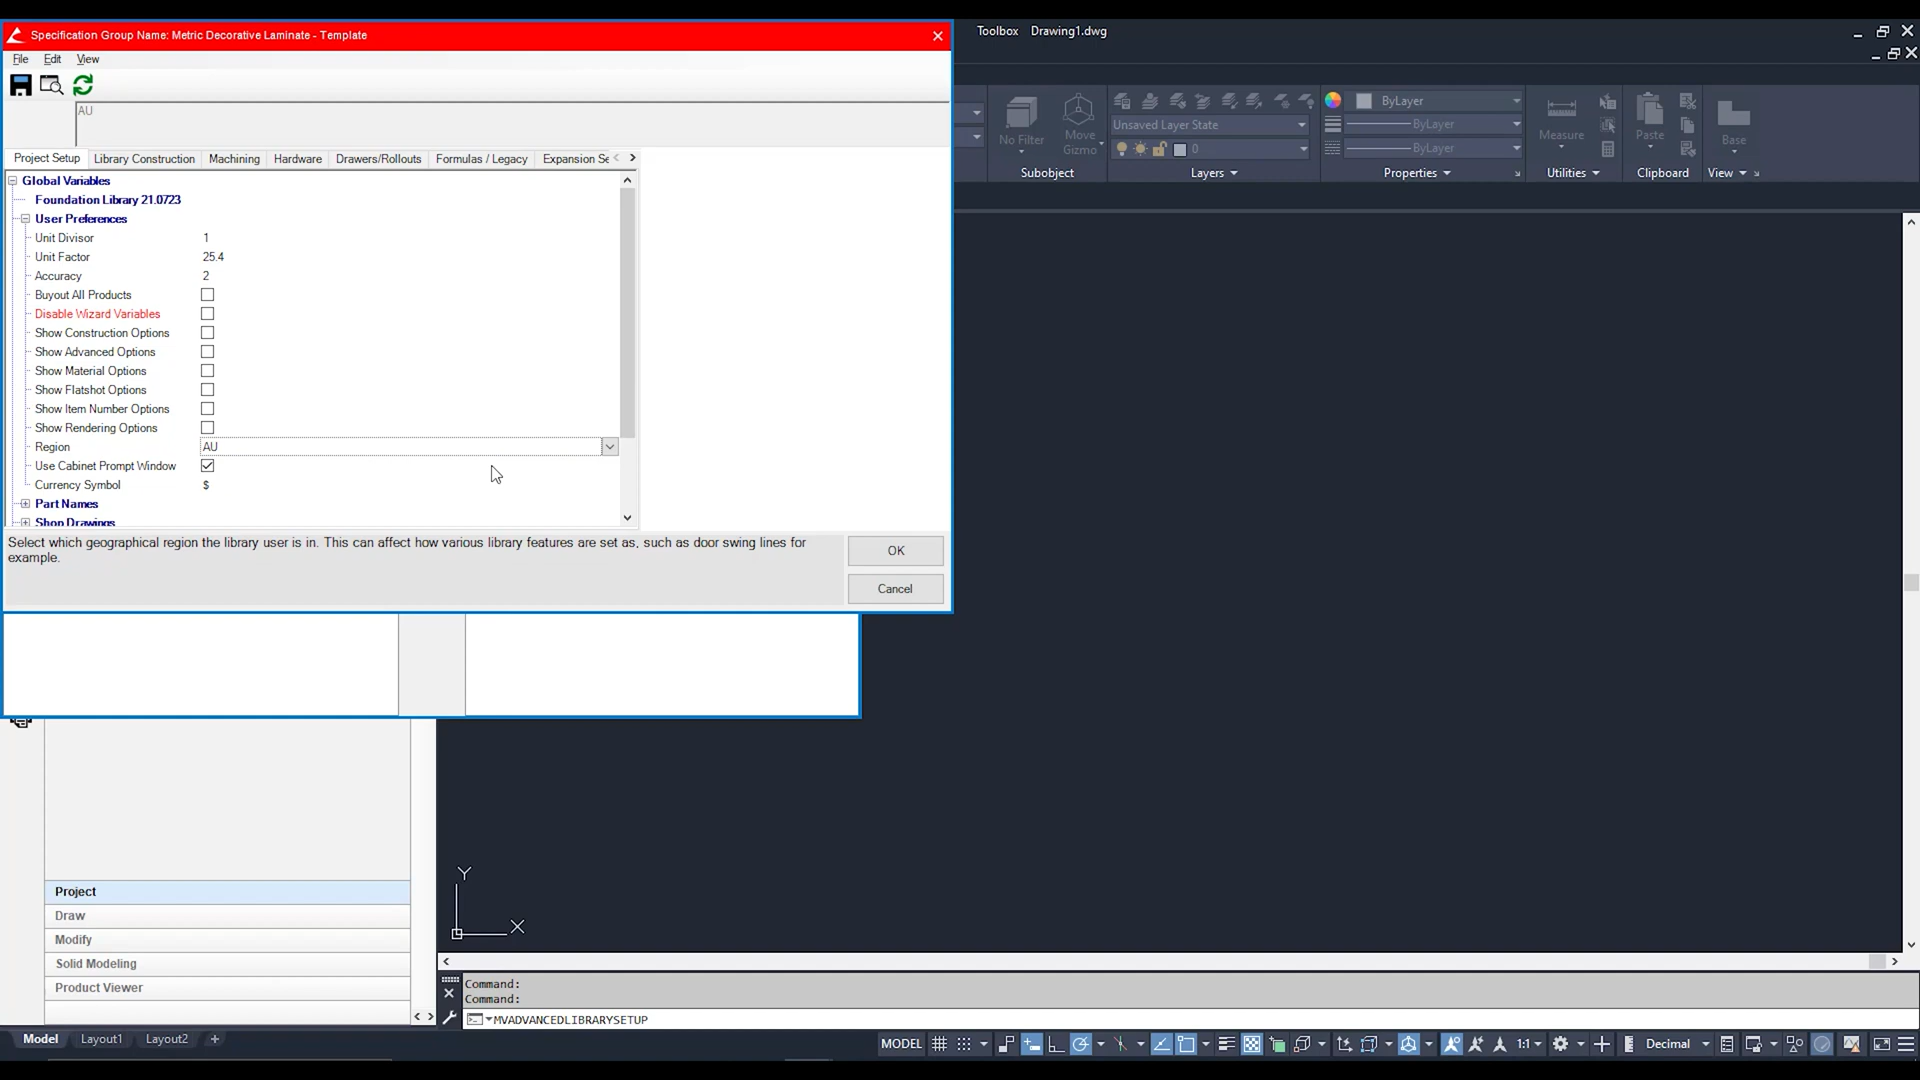 Specification Group Name: Metric Decorative Laminate - Template
Toolbox Drawing1.dwg
File Edit View
AU
Project Setup Library Construction Machining Hardware Drawers/Rollouts Formulas / Legacy Expansion Se
Global Variables
Foundation Library 21.0723
User Preferences
Unit Divisor 1
Unit Factor 25.4
Accuracy 2
Buyout All Products
Disable Wizard Variables
Show Construction Options
Show Advanced Options
Show Material Options
Show Flatshot Options
Show Item Number Options
Show Rendering Options
Region AU
Use Cabinet Prompt Window
Currency Symbol $
Part Names
Shop Drawings
Select which geographical region the library user is in. This can affect how various library features are set as, such as door swing lines for
example.
OK
Cancel
No Filter
Move
Gizmo
Subobject
Unsaved Layer State
0
Layers
ByLayer
ByLayer
ByLayer
Properties
Measure
Utilities
Paste
Clipboard
Base
View
Project
Draw
Modify
Solid Modeling
Product Viewer
Y
X
Command:
Command:
MVADVANCEDLIBRARYSETUP
Model Layout1 Layout2 +
MODEL 1:1 Decimal